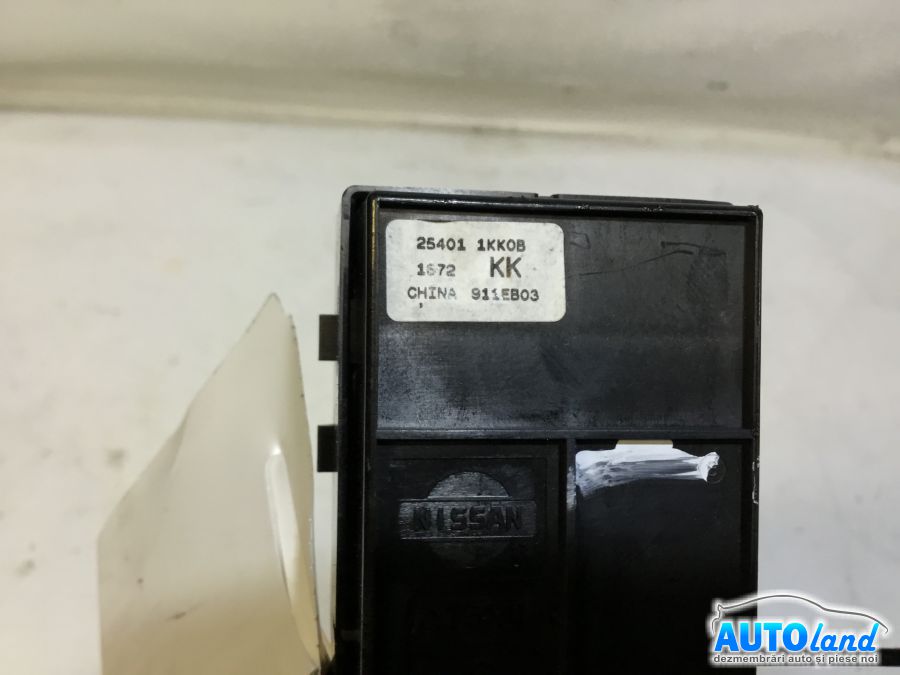 25401 1KK0B
1672 KK
CHINA 911EB03
NISSAN
AUTOland
dezmembrări auto și piese noi